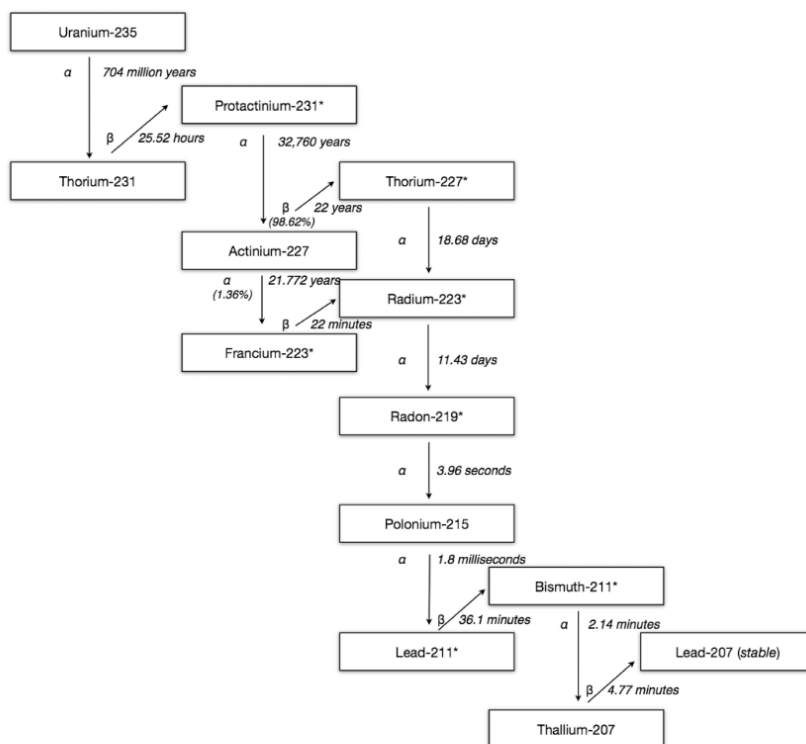 Uranium-235
α 704 million years
Protactinium-231*
β 25.52 hours
α 32,760 years
Thorium-231
Thorium-227*
β 22 years
(98.62%)
Actinium-227
α 18.68 days
α 21.772 years
(1.36%)
Radium-223*
β 22 minutes
Francium-223*
α 11.43 days
Radon-219*
α 3.96 seconds
Polonium-215
α 1.8 milliseconds
Bismuth-211*
β 36.1 minutes
α 2.14 minutes
Lead-211*
Lead-207 (stable)
β 4.77 minutes
Thallium-207